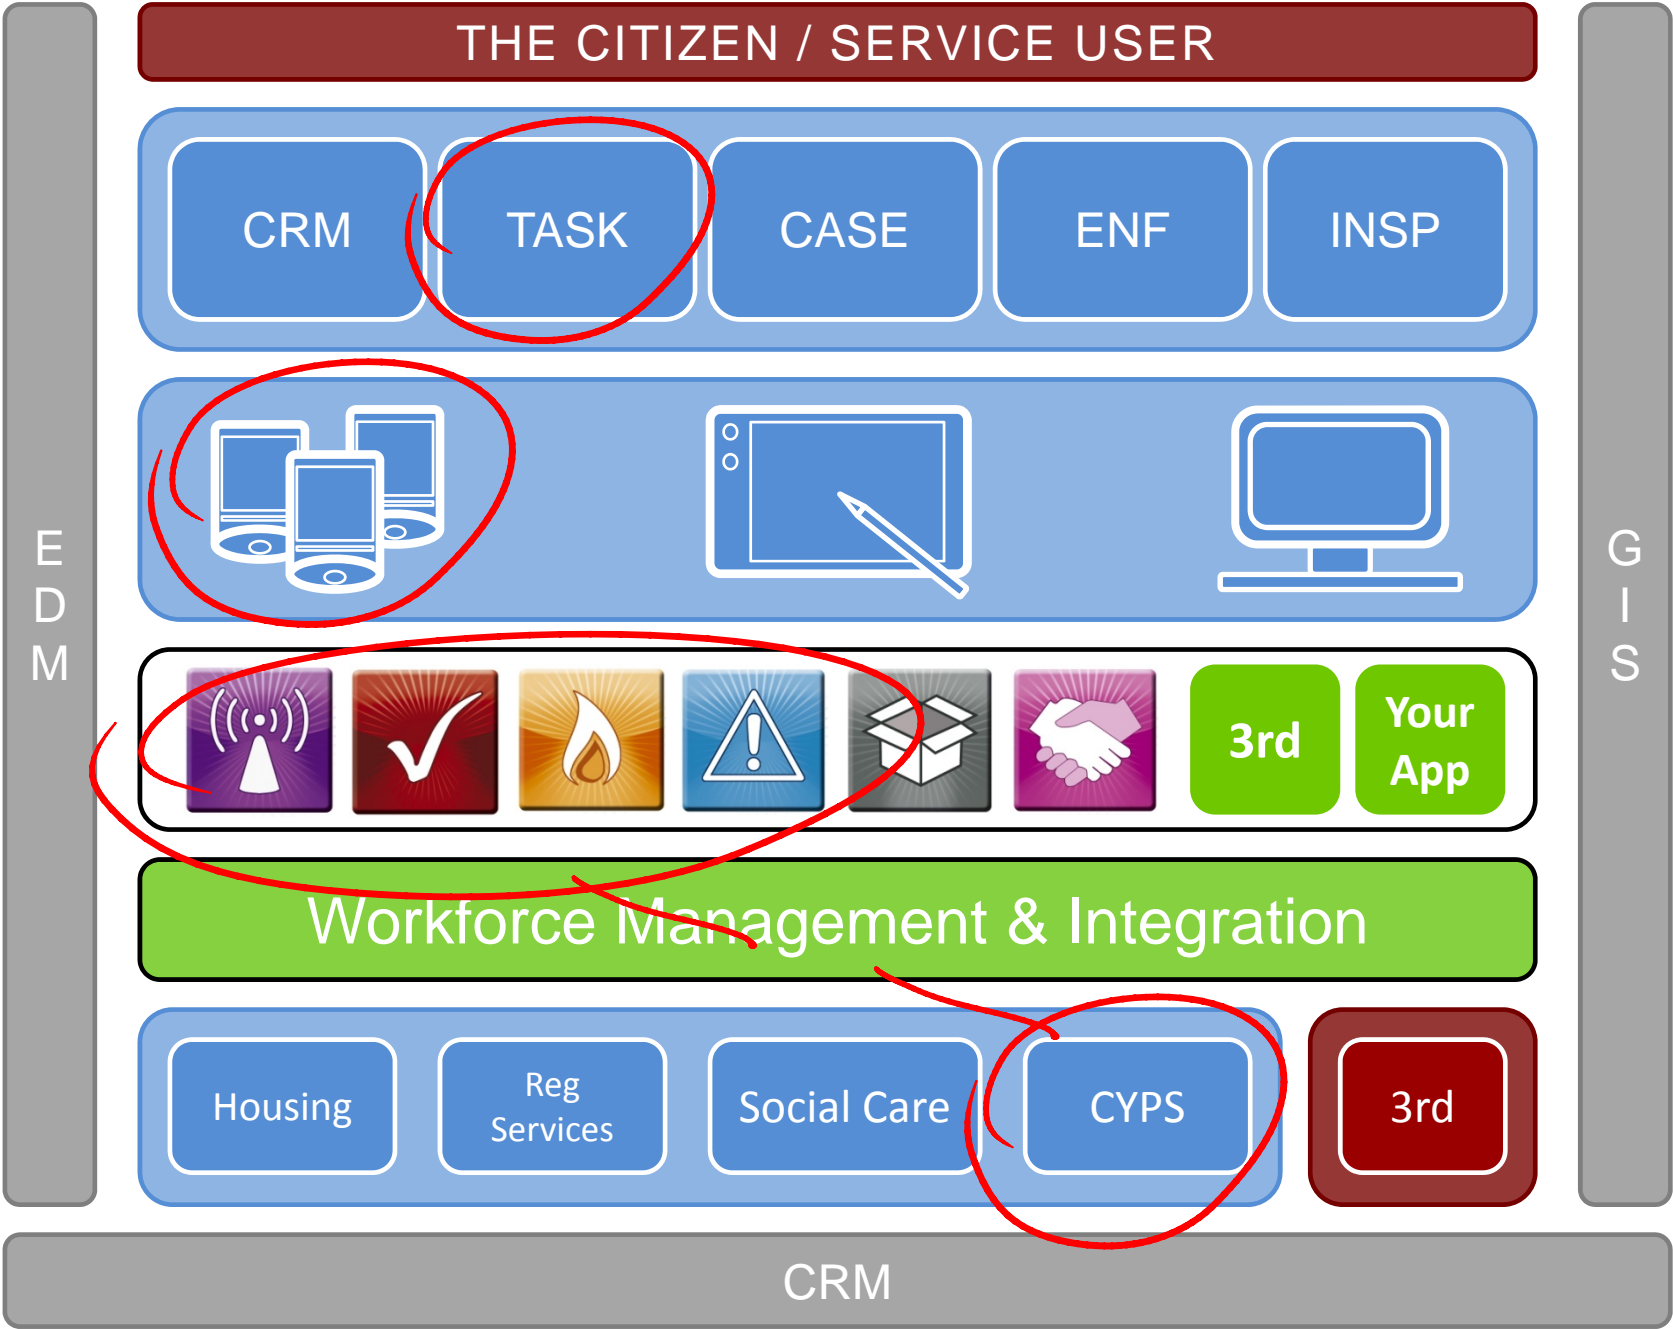 THE CITIZEN / SERVICE USER
CRM
TASK
CASE
ENF
INSP
E
D
M
G
I
S
3rd
Your
App
Workforce Management & Integration
Housing
Reg
Services
Social Care
CYPS
3rd
CRM